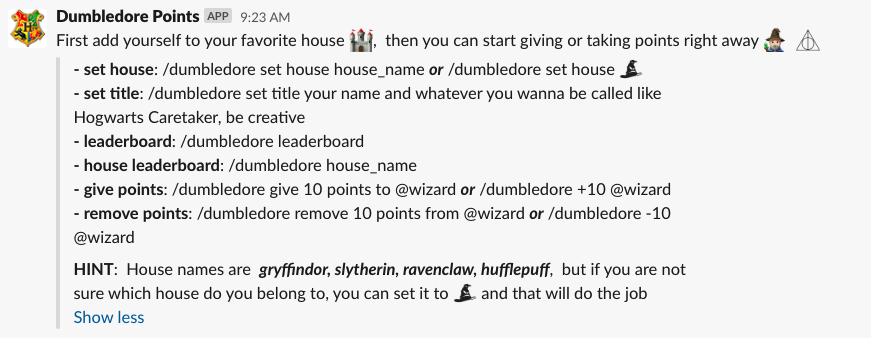 Dumbledore Points APP 9:23 AM
First add yourself to your favorite house , then you can start giving or taking points right away
- set house: /dumbledore set house house_name or /dumbledore set house
- set title: /dumbledore set title your name and whatever you wanna be called like
Hogwarts Caretaker, be creative
- leaderboard: /dumbledore leaderboard
- house leaderboard: /dumbledore house_name
- give points: /dumbledore give 10 points to @wizard or /dumbledore +10 @wizard
- remove points: /dumbledore remove 10 points from @wizard or /dumbledore -10
@wizard
HINT: House names are gryffindor, slytherin, ravenclaw, hufflepuff, but if you are not
sure which house do you belong to, you can set it to and that will do the job
Show less